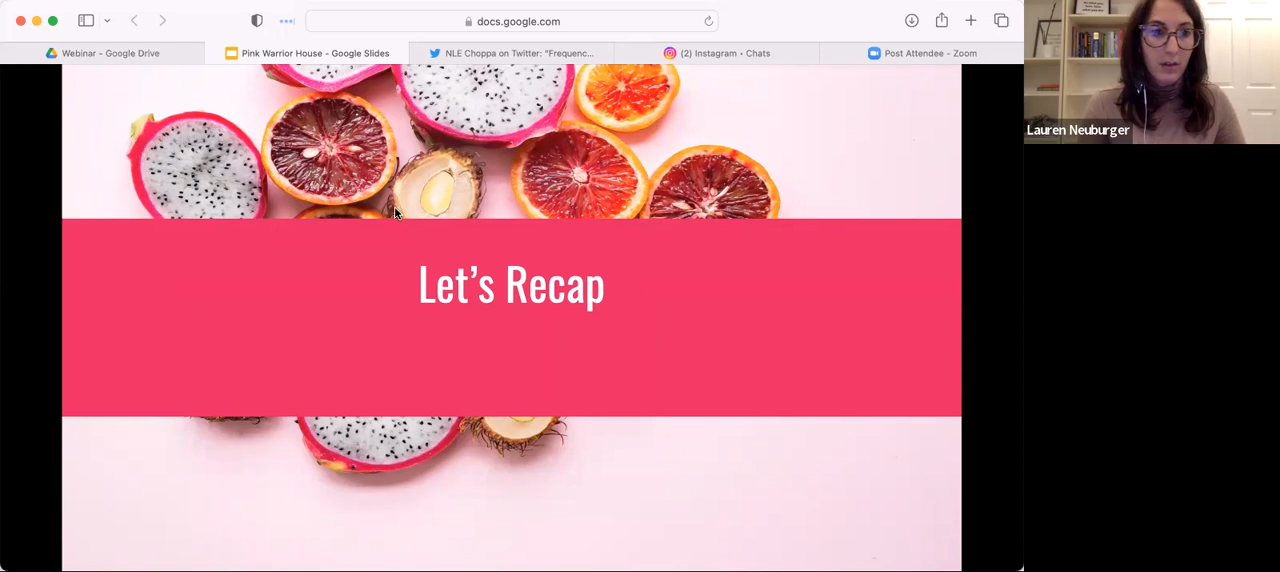 docs.google.com
Webinar - Google Drive
Pink Warrior House - Google Slides
NLE Choppa on Twitter: "Frequenc...
(2) Instagram • Chats
Post Attendee - Zoom
Lauren Neuburger
Let's Recap